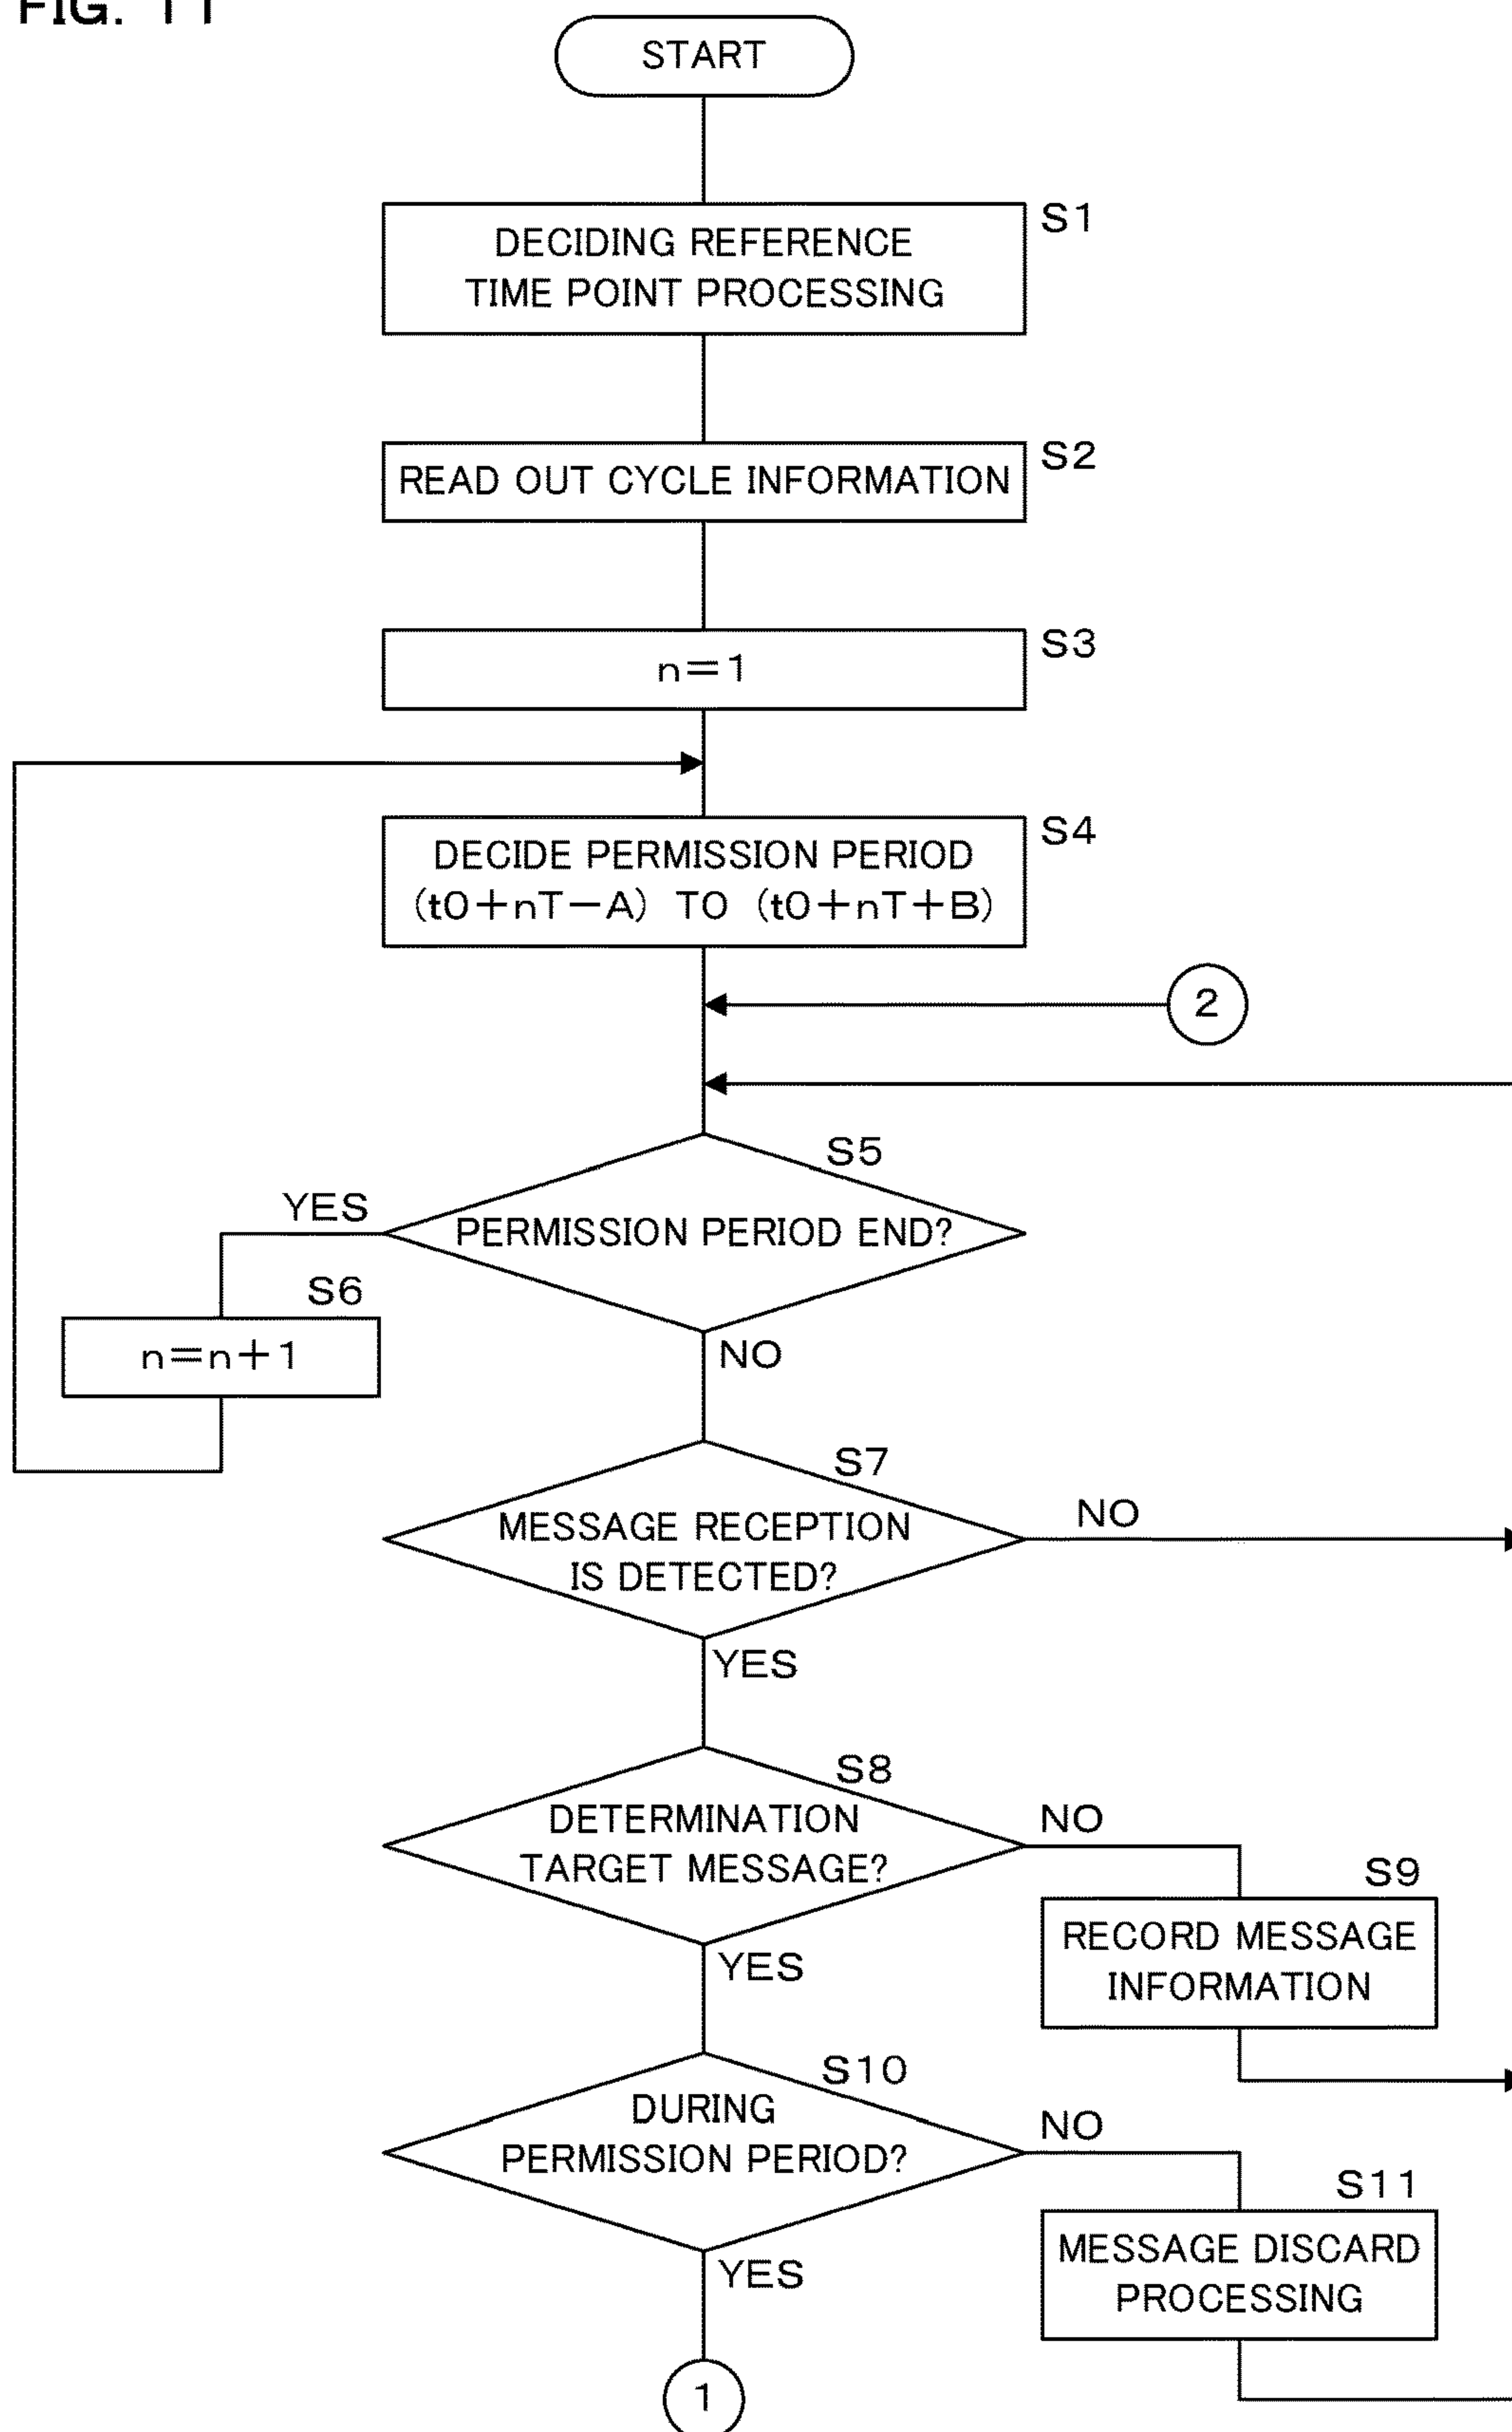 FIG. 11
START
S1
DECIDING REFERENCE
TIME POINT PROCESSING
S2
READ OUT CYCLE INFORMATION
S3
n=1
S4
DECIDE PERMISSION PERIOD
(t0+nT−A) TO (t0+nT+B)
2
S5
YES
PERMISSION PERIOD END?
S6
n=n+1
NO
S7
MESSAGE RECEPTION
IS DETECTED?
NO
YES
S8
DETERMINATION
TARGET MESSAGE?
NO
S9
RECORD MESSAGE
INFORMATION
YES
S10
DURING
PERMISSION PERIOD?
NO
S11
MESSAGE DISCARD
PROCESSING
YES
1